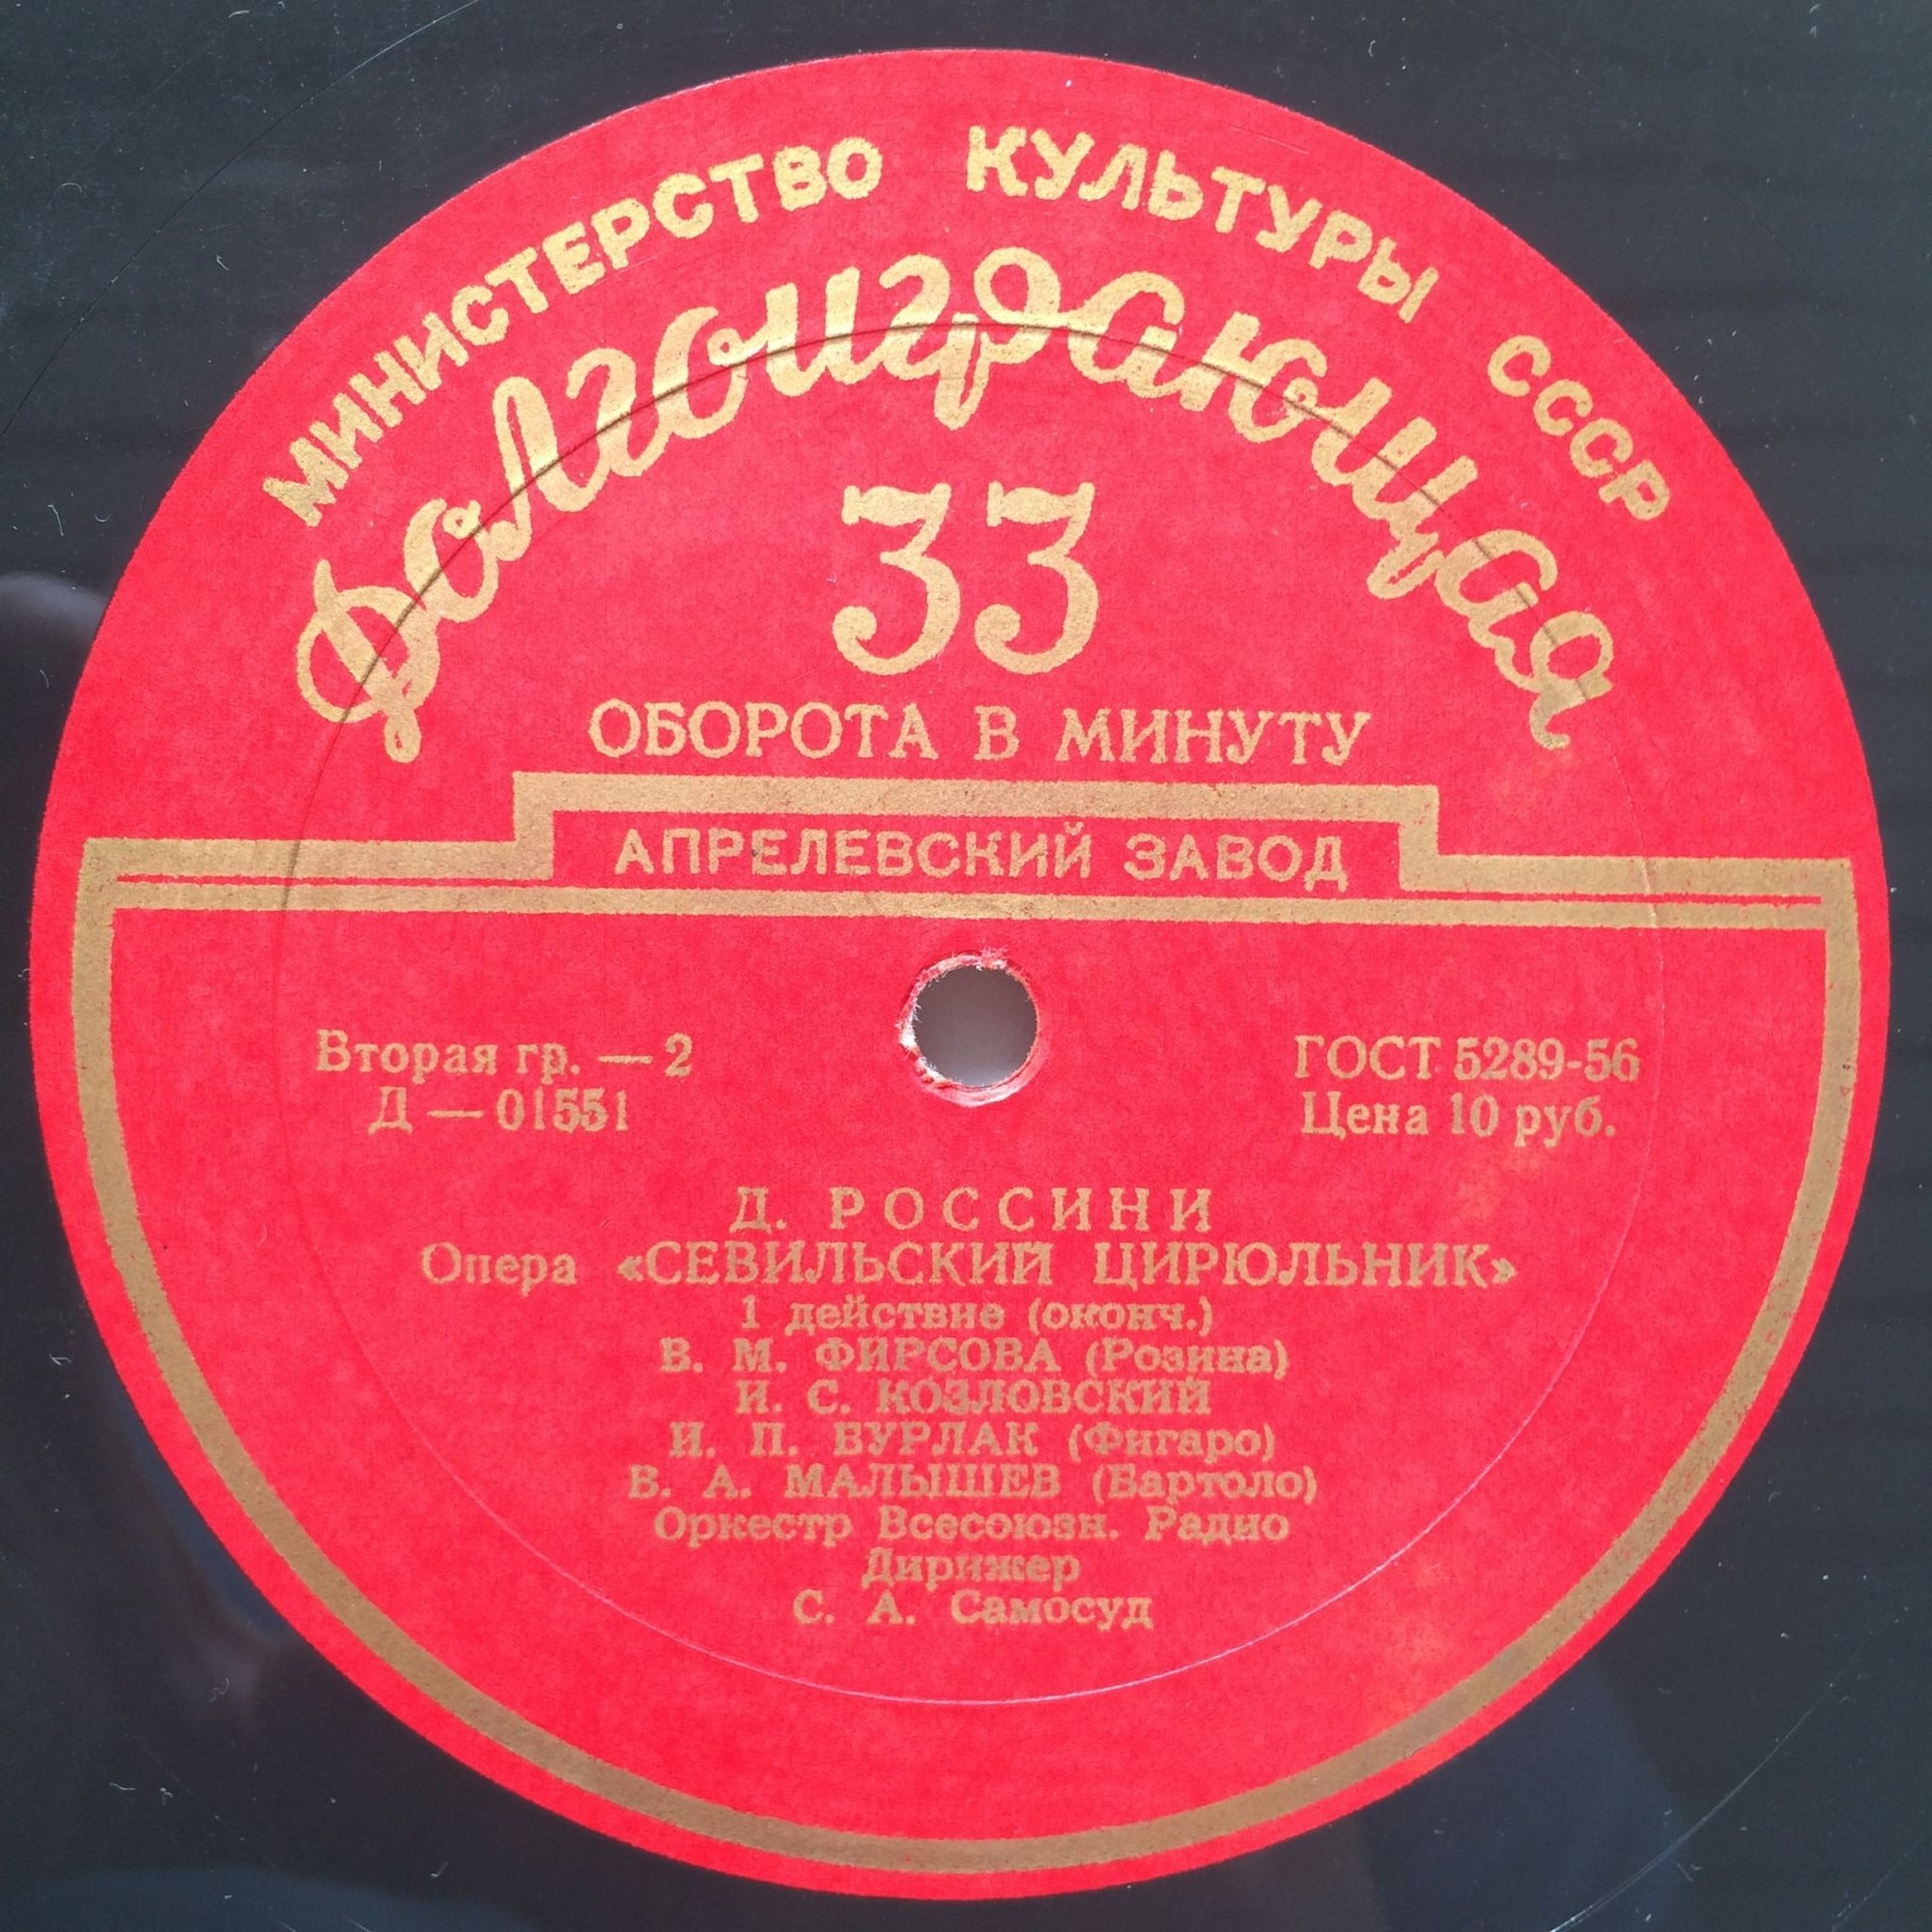 МИНИСТЕРСТВО КУЛЬТУРЫ СССР
Долгоиграющая
33
ОБОРОТА В МИНУТУ
АПРЕЛЕВСКИЙ ЗАВОД
Вторая гр. — 2
Д — 01551
ГОСТ 5289-56
Цена 10 руб.
Д. РОССИНИ
Опера «СЕВИЛЬСКИЙ ЦИРЮЛЬНИК»
1 действие (оконч.)
В. М. ФИРСОВА (Розина)
И. С. КОЗЛОВСКИЙ
И. П. БУРЛАК (Фигаро)
В. А. МАЛЫШЕВ (Бартоло)
Оркестр Всесоюзн. Радио
Дирижер
С. А. Самосуд